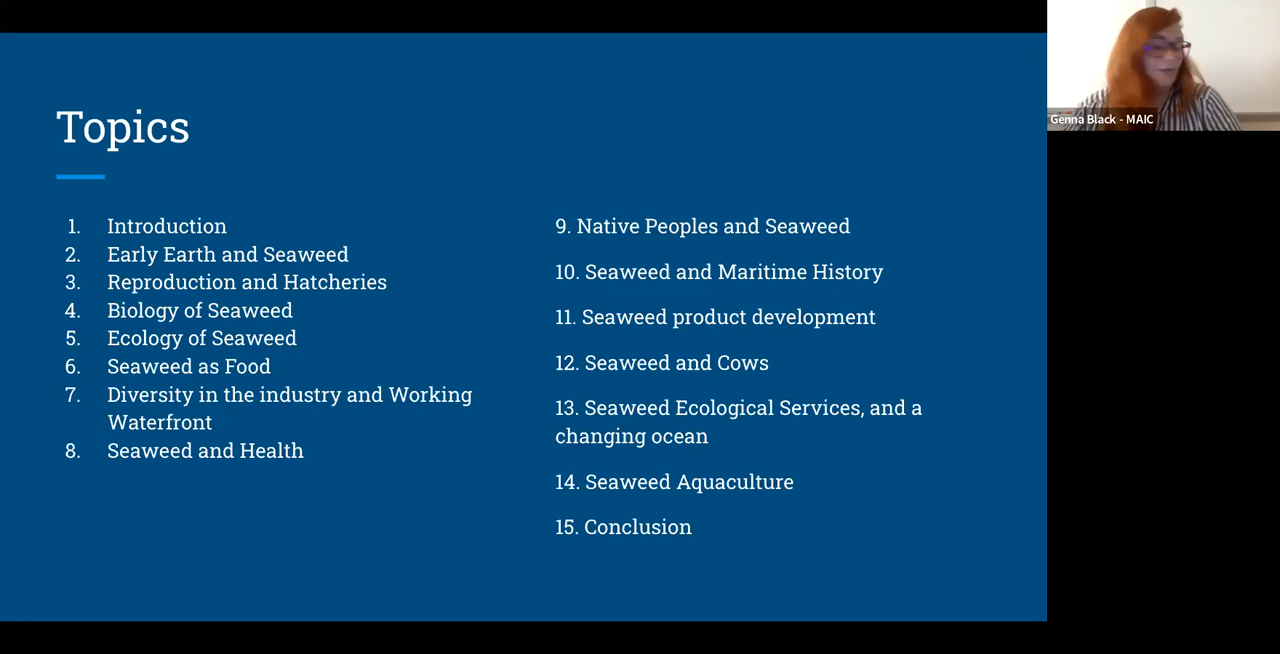 Topics
1. Introduction
2. Early Earth and Seaweed
3. Reproduction and Hatcheries
4. Biology of Seaweed
5. Ecology of Seaweed
6. Seaweed as Food
7. Diversity in the industry and Working
Waterfront
8. Seaweed and Health
9. Native Peoples and Seaweed
10. Seaweed and Maritime History
11. Seaweed product development
12. Seaweed and Cows
13. Seaweed Ecological Services, and a
changing ocean
14. Seaweed Aquaculture
15. Conclusion
Genna Black - MAIC